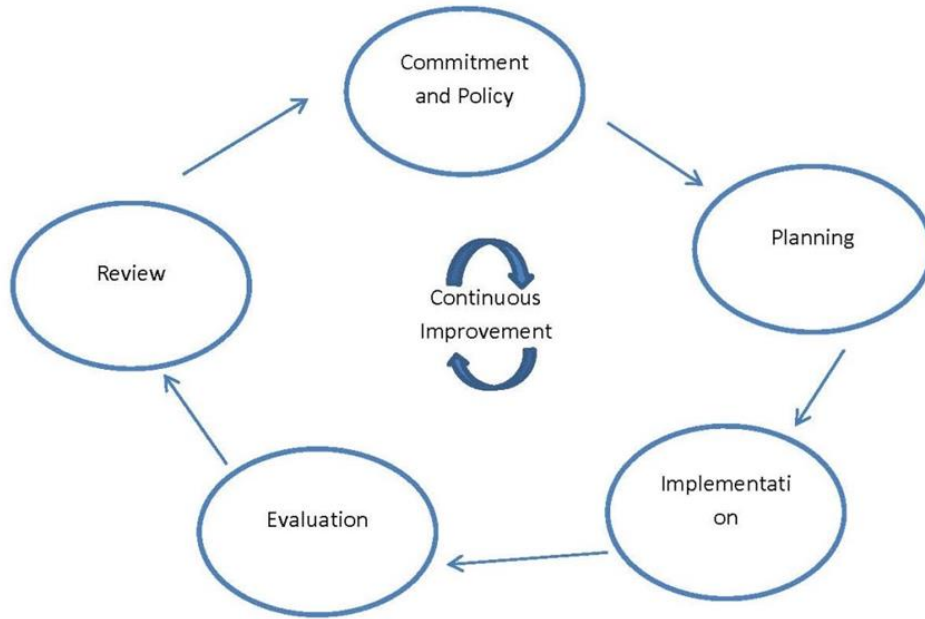 Commitment
and Policy
Planning
Implementati
on
Evaluation
Review
Continuous
Improvement